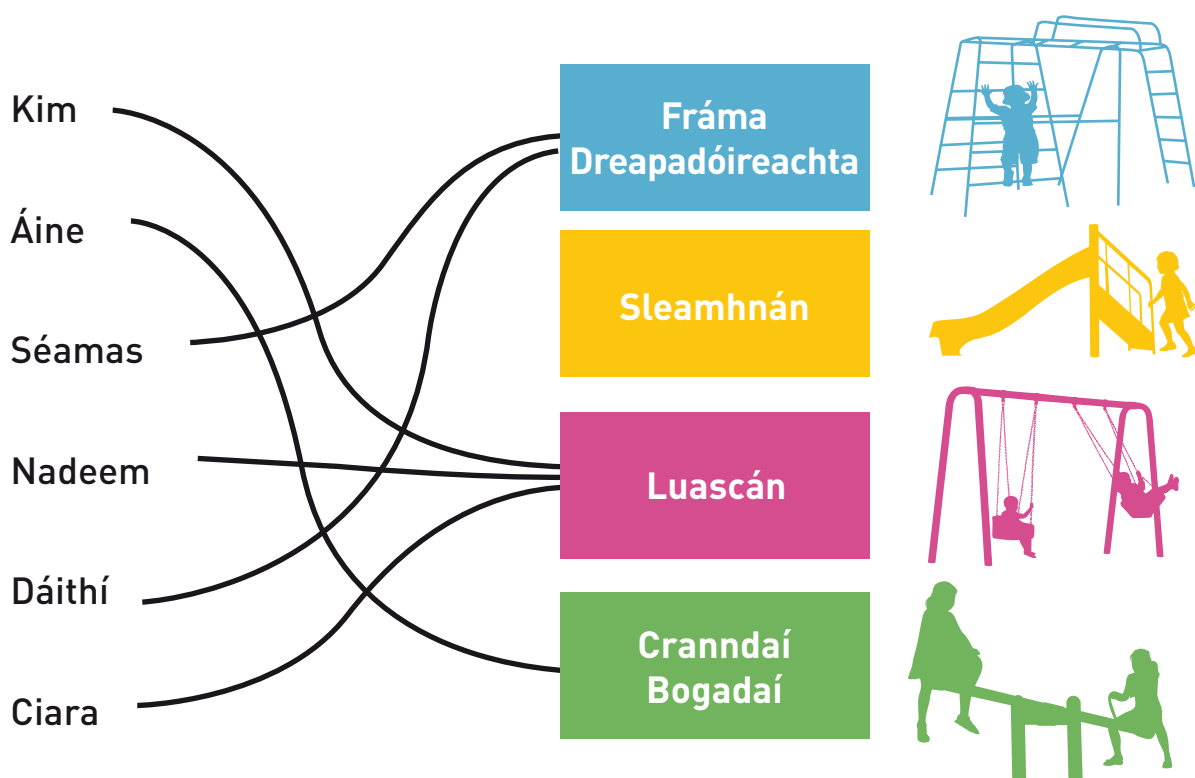 Kim
Áine
Séamas
Nadeem
Dáithí
Ciara
Fráma
Dreapadóireachta
Sleamhnán
Luascán
Cranndaí
Bogadaí